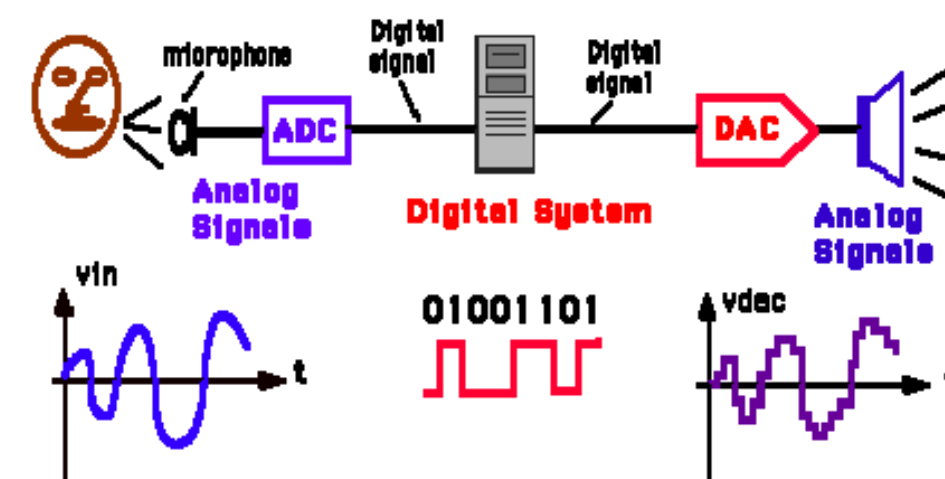 microphone
Digital
signal
Digital
signal
ADC
DAC
Analog
Signals
Digital System
Analog
Signals
vin
t
01001101
vdac